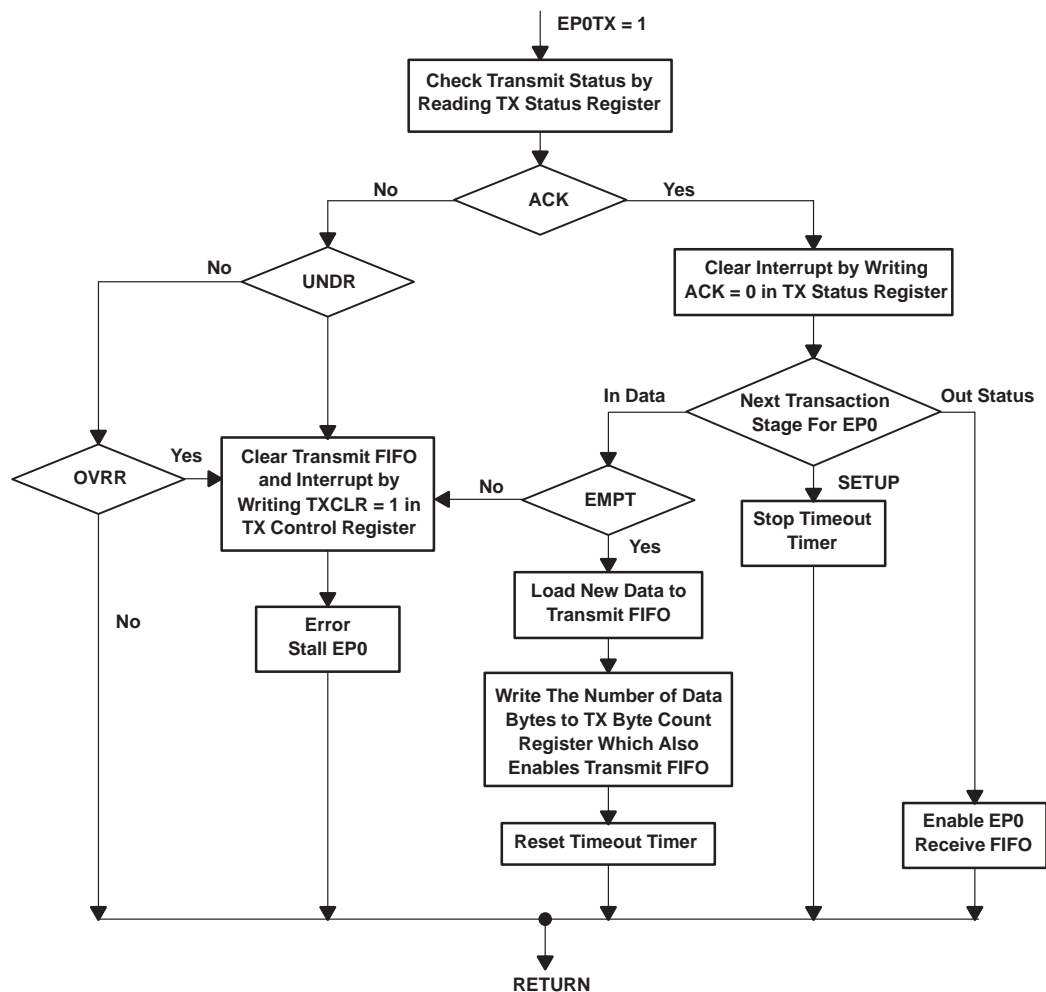 EP0TX = 1
Check Transmit Status by
Reading TX Status Register
No
ACK
Yes
No
UNDR
Clear Interrupt by Writing
ACK = 0 in TX Status Register
In Data
Next Transaction
Stage For EP0
Out Status
OVRR
Yes
Clear Transmit FIFO
and Interrupt by
Writing TXCLR = 1 in
TX Control Register
No
EMPT
SETUP
Yes
Stop Timeout
Timer
No
Error
Stall EP0
Load New Data to
Transmit FIFO
Write The Number of Data
Bytes to TX Byte Count
Register Which Also
Enables Transmit FIFO
Reset Timeout Timer
Enable EP0
Receive FIFO
RETURN